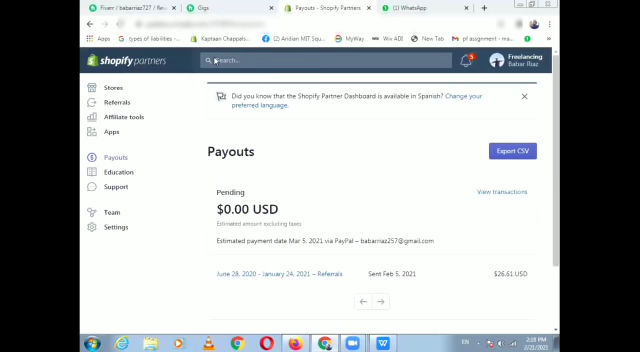 Fiverr / babarriaz727 / Rev
Gigs
Payouts - Shopify Partners
(1) WhatsApp
Apps
types of liabilities -...
Kaptaan Chappals...
(2) Aridian MIT Squ...
MyWay
Wix ADI
New Tab
pf assignment - ma...
shopify partners
Search...
5
Freelancing
Babar Riaz
Stores
Referrals
Affiliate tools
Apps
Payouts
Education
Support
Team
Settings
Did you know that the Shopify Partner Dashboard is available in Spanish? Change your
preferred language.
Payouts
Export CSV
Pending
View transactions
$0.00 USD
Estimated amount excluding taxes
Estimated payment date Mar 5, 2021 via PayPal – babarriaz257@gmail.com
June 28, 2020 - January 24, 2021 – Referrals
Sent Feb 5, 2021
$26.61 USD
EN
2:28 PM
2/21/2021